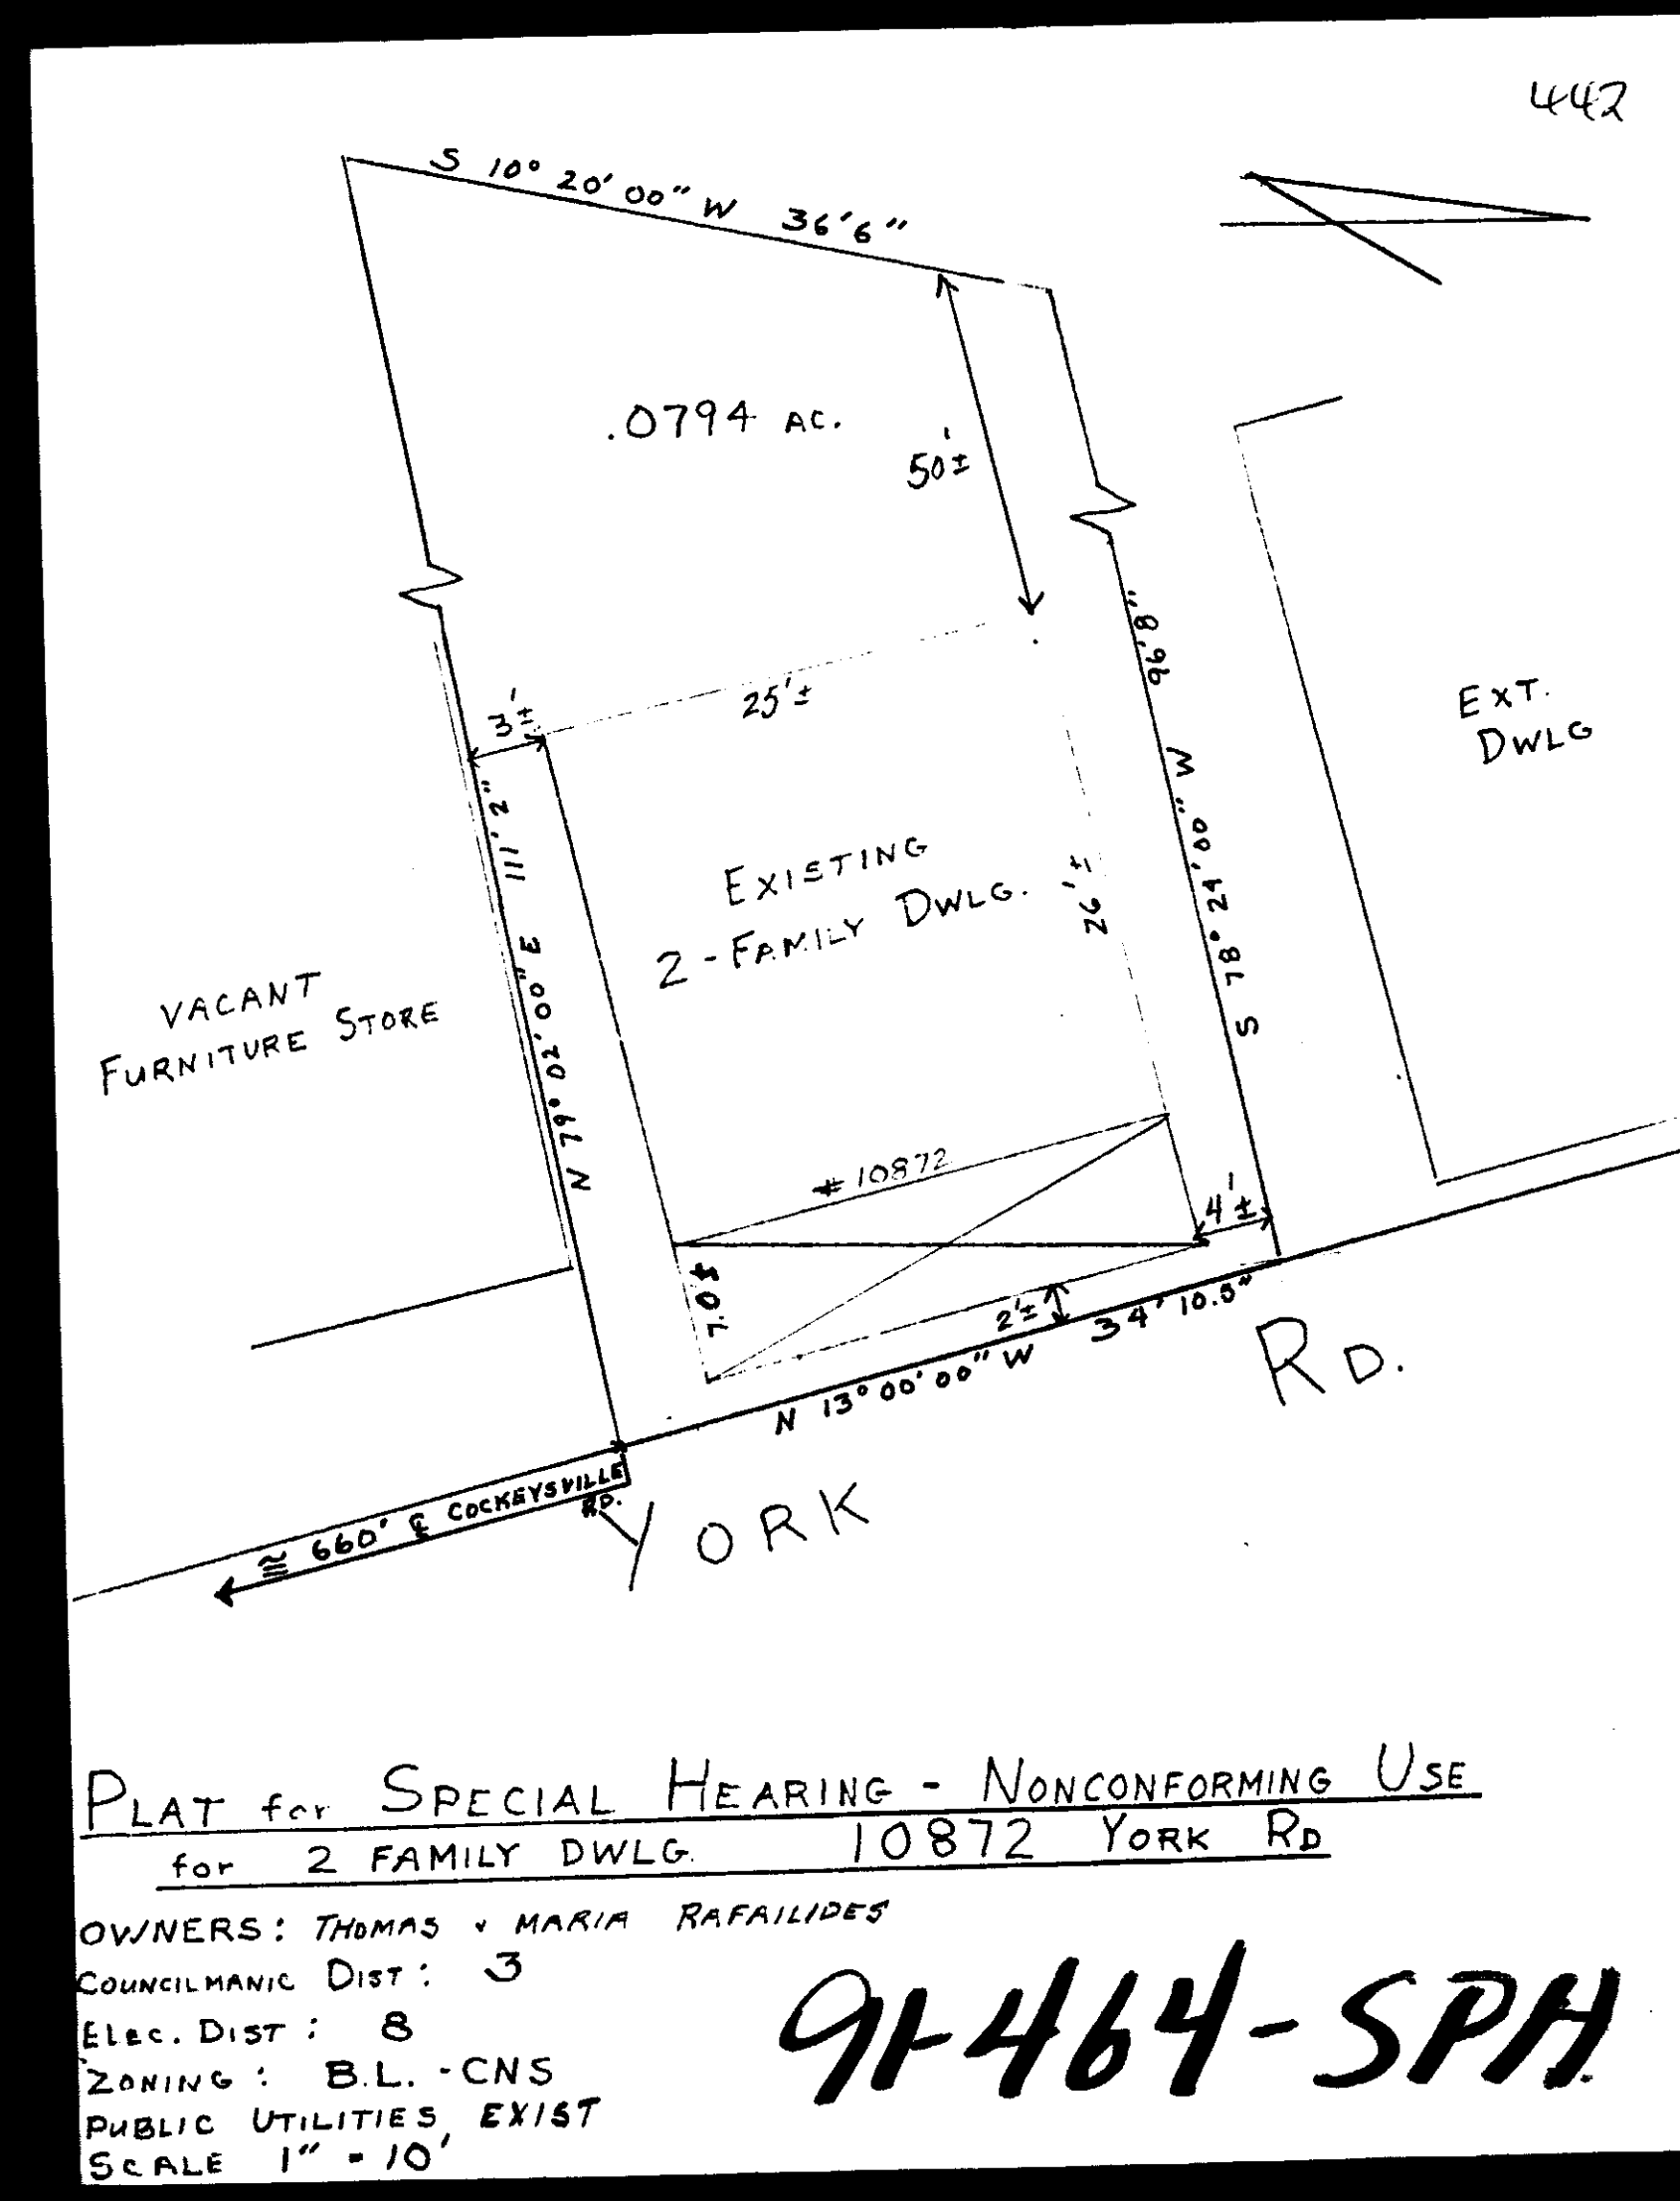 442
S 10° 20' 00" W 36'6"
.0794 AC.
50'±
96'8"
S 78° 24' 00" W
EXT.
DWLG
3'±
25'±
111' 2"
N 79° 02' 00" E
EXISTING
2-FAMILY DWLG.
26'±
VACANT
FURNITURE STORE
# 10872
4'±
7.0±
2'±
N 13° 00' 00" W 34' 10.5"
≅ 660' ℄ COCKEYSVILLE
RD.
YORK RD.
PLAT for SPECIAL HEARING - NONCONFORMING USE
for 2 FAMILY DWLG. 10872 YORK RD
OWNERS: THOMAS & MARIA RAFAILIDES
COUNCILMANIC DIST: 3
ELEC. DIST: 8
ZONING: B.L.-CNS
PUBLIC UTILITIES EXIST
SCALE 1" = 10'
91-464-SPH